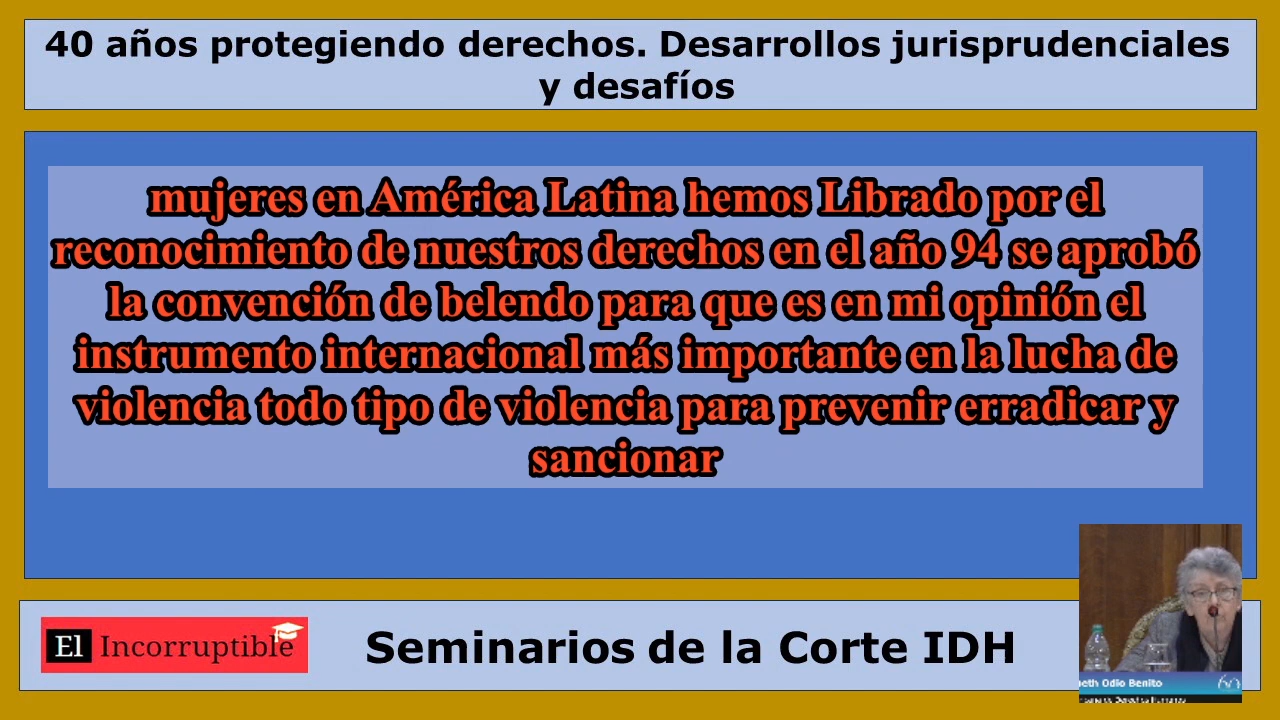 40 años protegiendo derechos. Desarrollos jurisprudenciales
y desafíos
mujeres en América Latina hemos Librado por el
reconocimiento de nuestros derechos en el año 94 se aprobó
la convención de belendo para que es en mi opinión el
instrumento internacional más importante en la lucha de
violencia todo tipo de violencia para prevenir erradicar y
sancionar
El Incorruptible
Seminarios de la Corte IDH
Odio Benito